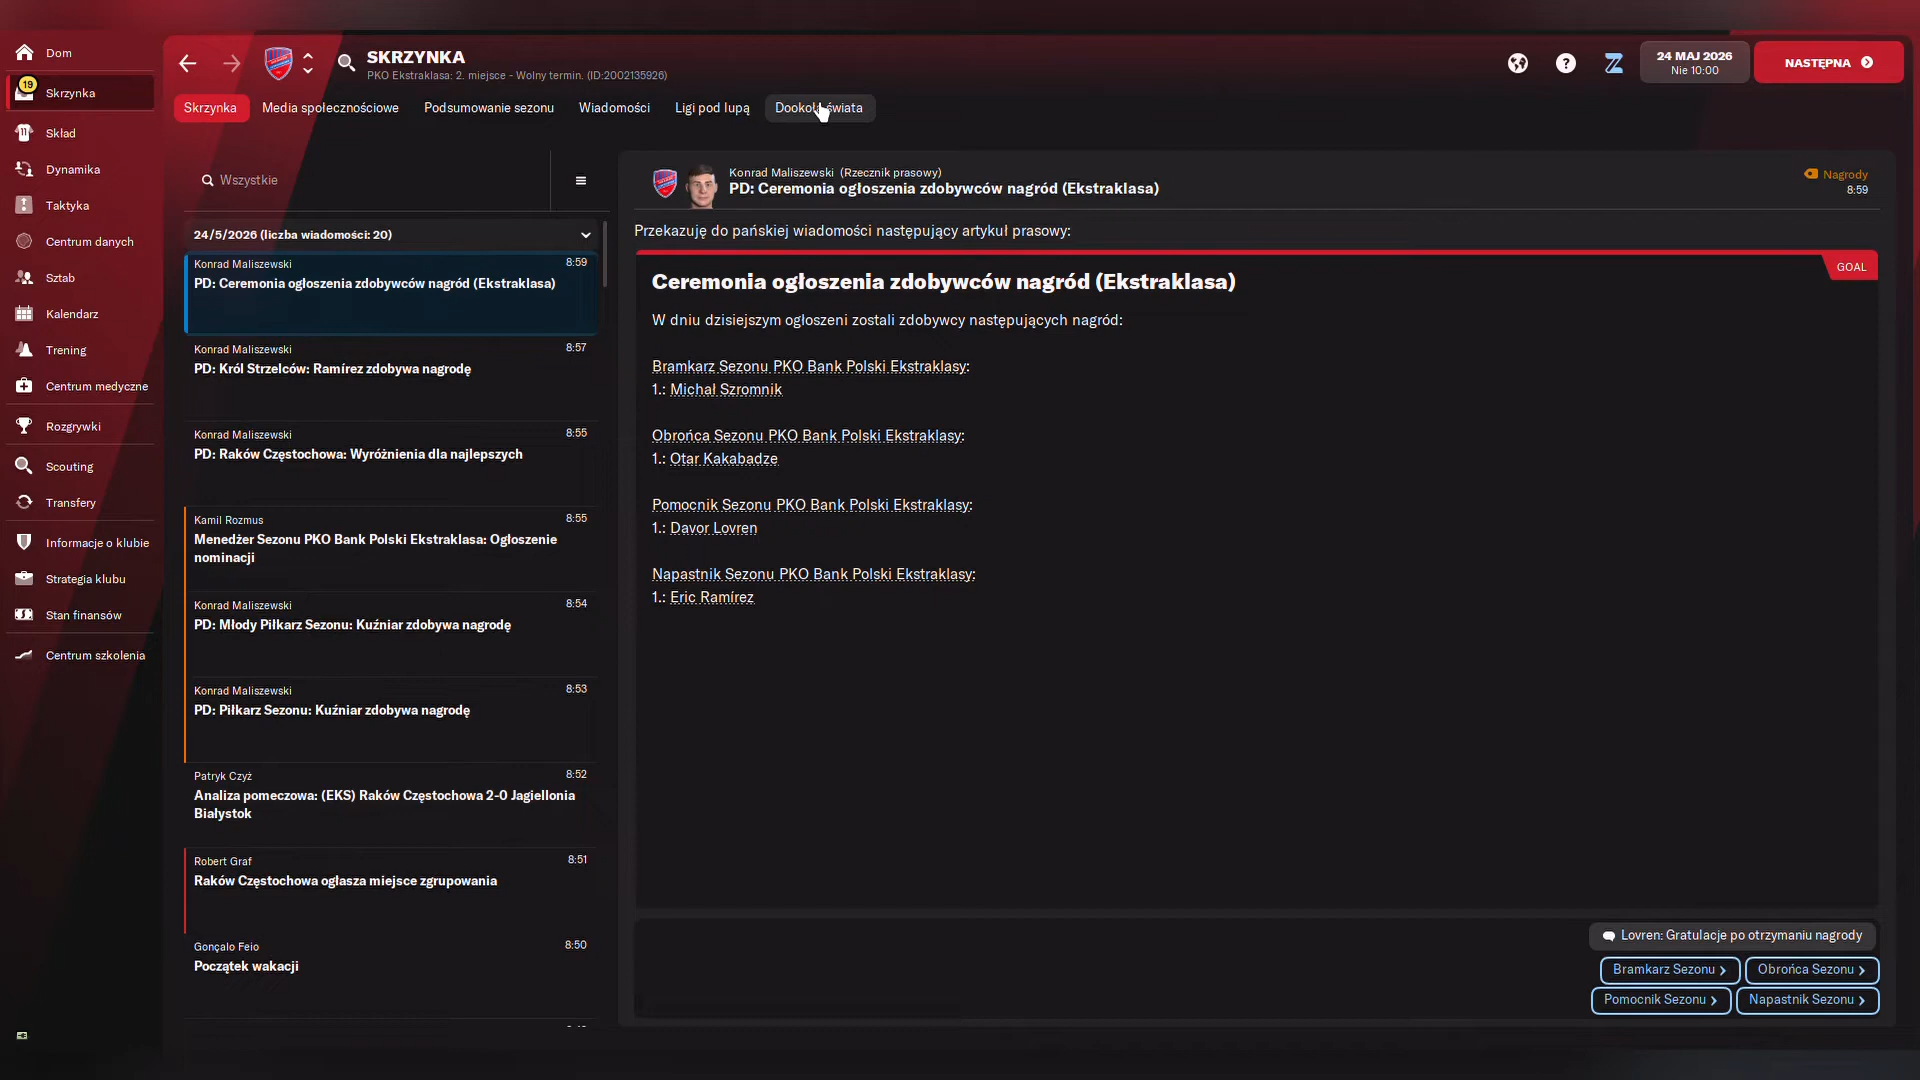 Dom
19
Skrzynka
Skład
Dynamika
Taktyka
Centrum danych
Sztab
Kalendarz
Trening
Centrum medyczne
Rozgrywki
Scouting
Transfery
Informacje o klubie
Strategia klubu
Stan finansów
Centrum szkolenia
SKRZYNKA
PKO Ekstraklasa: 2. miejsce - Wolny termin. (ID:2002135926)
24 MAJ 2026
Nie 10:00
NASTĘPNA
Skrzynka
Media społecznościowe
Podsumowanie sezonu
Wiadomości
Ligi pod lupą
Dookoła świata
Wszystkie
24/5/2026 (liczba wiadomości: 20)
Konrad Maliszewski 8:59
PD: Ceremonia ogłoszenia zdobywców nagród (Ekstraklasa)
Konrad Maliszewski 8:57
PD: Król Strzelców: Ramírez zdobywa nagrodę
Konrad Maliszewski 8:55
PD: Raków Częstochowa: Wyróżnienia dla najlepszych
Kamil Rozmus 8:55
Menedżer Sezonu PKO Bank Polski Ekstraklasa: Ogłoszenie
nominacji
Konrad Maliszewski 8:54
PD: Młody Piłkarz Sezonu: Kuźniar zdobywa nagrodę
Konrad Maliszewski 8:53
PD: Piłkarz Sezonu: Kuźniar zdobywa nagrodę
Patryk Czyż 8:52
Analiza pomeczowa: (EKS) Raków Częstochowa 2-0 Jagiellonia
Białystok
Robert Graf 8:51
Raków Częstochowa ogłasza miejsce zgrupowania
Gonçalo Feio 8:50
Początek wakacji
Konrad Maliszewski (Rzecznik prasowy)
PD: Ceremonia ogłoszenia zdobywców nagród (Ekstraklasa)
Nagrody
8:59
Przekazuję do pańskiej wiadomości następujący artykuł prasowy:
GOAL
Ceremonia ogłoszenia zdobywców nagród (Ekstraklasa)
W dniu dzisiejszym ogłoszeni zostali zdobywcy następujących nagród:
Bramkarz Sezonu PKO Bank Polski Ekstraklasy:
1.: Michał Szromnik
Obrońca Sezonu PKO Bank Polski Ekstraklasy:
1.: Otar Kakabadze
Pomocnik Sezonu PKO Bank Polski Ekstraklasy:
1.: Davor Lovren
Napastnik Sezonu PKO Bank Polski Ekstraklasy:
1.: Eric Ramírez
Lovren: Gratulacje po otrzymaniu nagrody
Bramkarz Sezonu
Obrońca Sezonu
Pomocnik Sezonu
Napastnik Sezonu